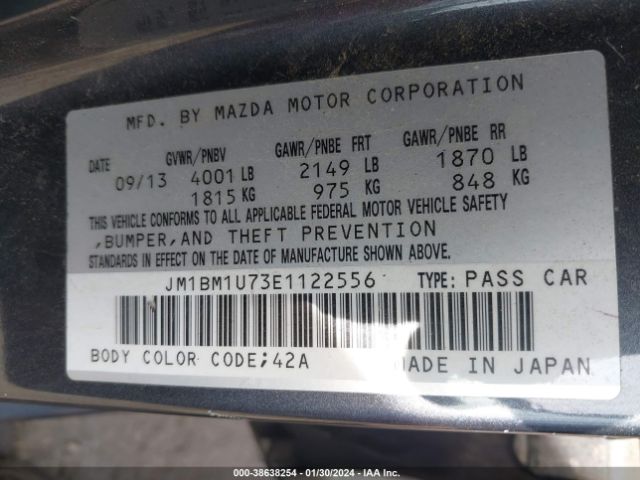 MFD. BY MAZDA MOTOR CORPORATION
DATE GVWR/PNBV GAWR/PNBE FRT GAWR/PNBE RR
09/13 4001 LB 2149 LB 1870 LB
1815 KG 975 KG 848 KG
THIS VEHICLE CONFORMS TO ALL APPLICABLE FEDERAL MOTOR VEHICLE SAFETY
,BUMPER,AND THEFT PREVENTION
STANDARDS IN EFFECT ON THE DATE OF MANUFACTURE SHOWN ABOVE.
JM1BM1U73E1122556 TYPE: PASS CAR
BODY COLOR CODE;42A MADE IN JAPAN
000-38638254 - 01/30/2024 - IAA Inc.